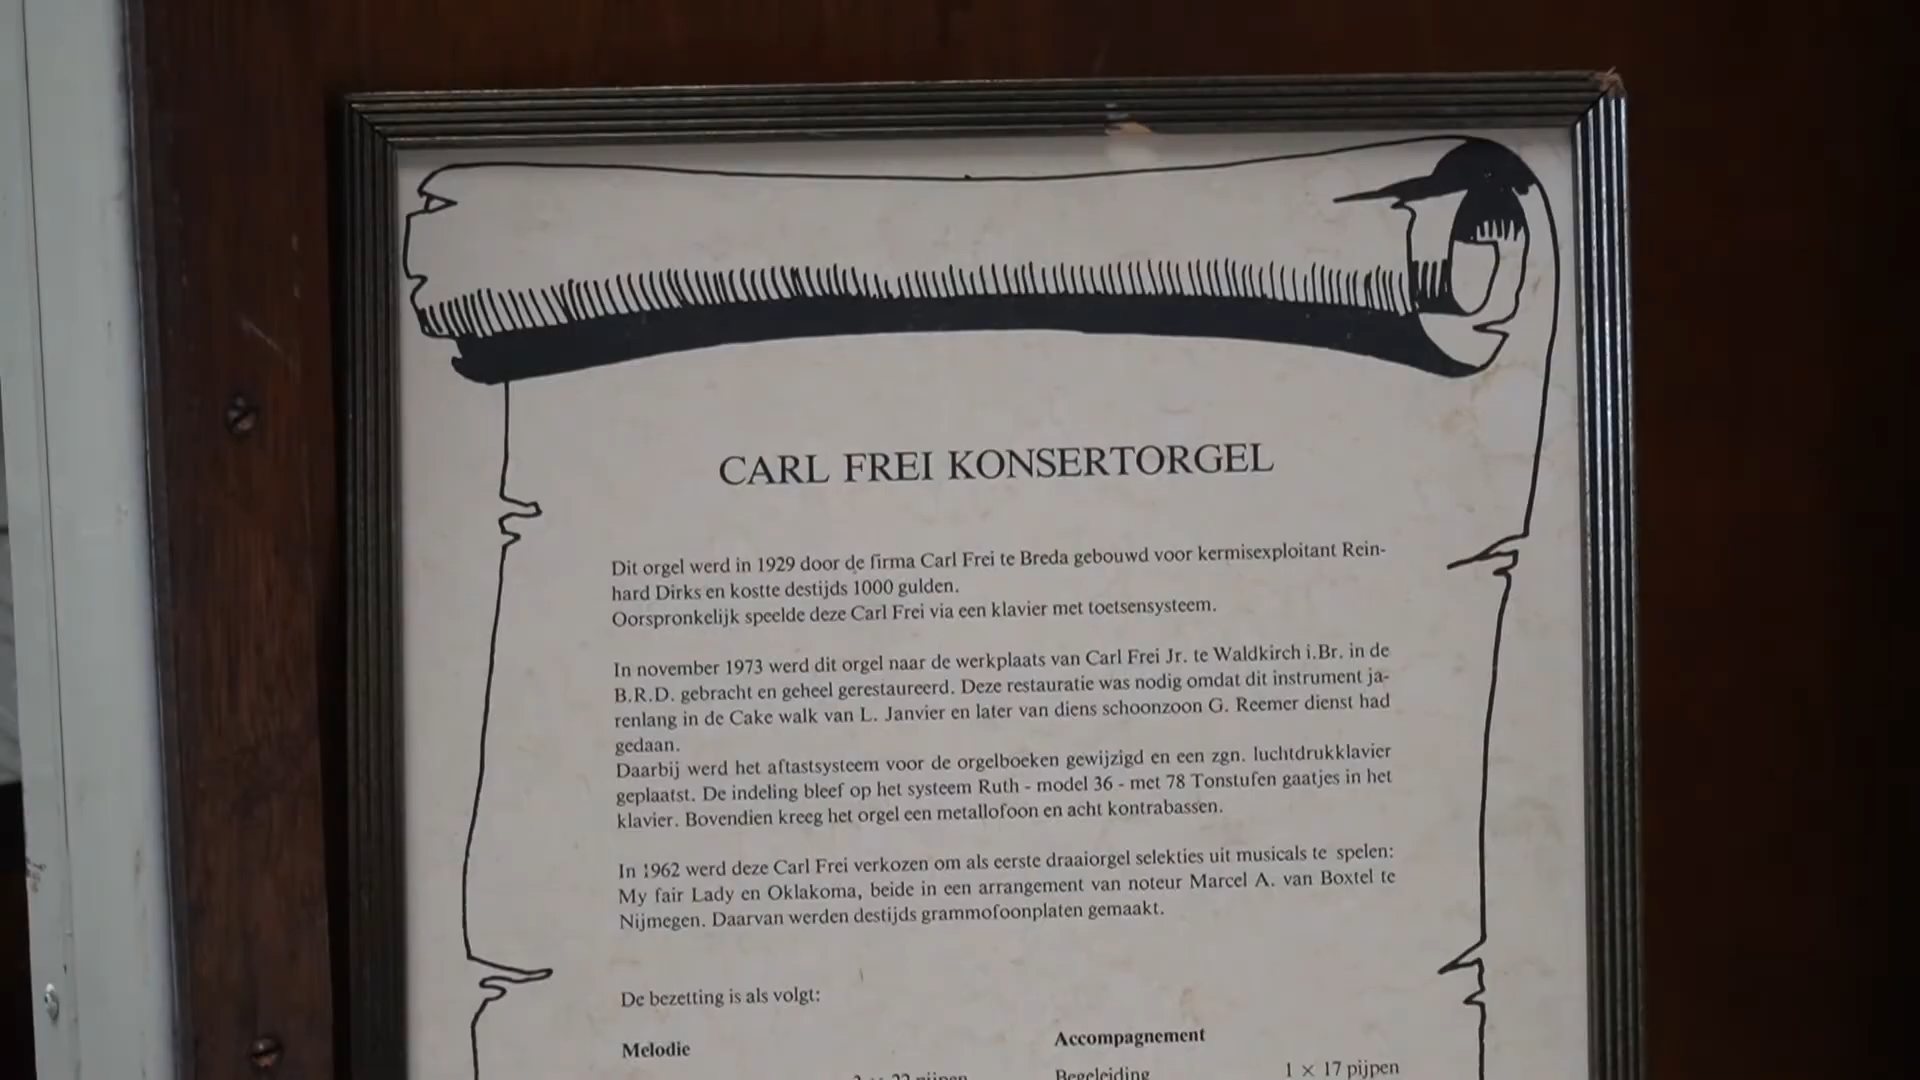 CARL FREI KONSERTORGEL
Dit orgel werd in 1929 door de firma Carl Frei te Breda gebouwd voor kermisexploitant Rein-
hard Dirks en kostte destijds 1000 gulden.
Oorspronkelijk speelde deze Carl Frei via een klavier met toetsensysteem.
In november 1973 werd dit orgel naar de werkplaats van Carl Frei Jr. te Waldkirch i.Br. in de
B.R.D. gebracht en geheel gerestaureerd. Deze restauratie was nodig omdat dit instrument ja-
renlang in de Cake walk van L. Janvier en later van diens schoonzoon G. Reemer dienst had
gedaan.
Daarbij werd het aftastsysteem voor de orgelboeken gewijzigd en een zgn. luchtdrukklavier
geplaatst. De indeling bleef op het systeem Ruth - model 36 - met 78 Tonstufen gaatjes in het
klavier. Bovendien kreeg het orgel een metallofoon en acht kontrabassen.
In 1962 werd deze Carl Frei verkozen om als eerste draaiorgel selekties uit musicals te spelen:
My fair Lady en Oklakoma, beide in een arrangement van noteur Marcel A. van Boxtel te
Nijmegen. Daarvan werden destijds grammofoonplaten gemaakt.
De bezetting is als volgt:
Melodie
Accompagnement
Begeleiding 1 × 17 pijpen